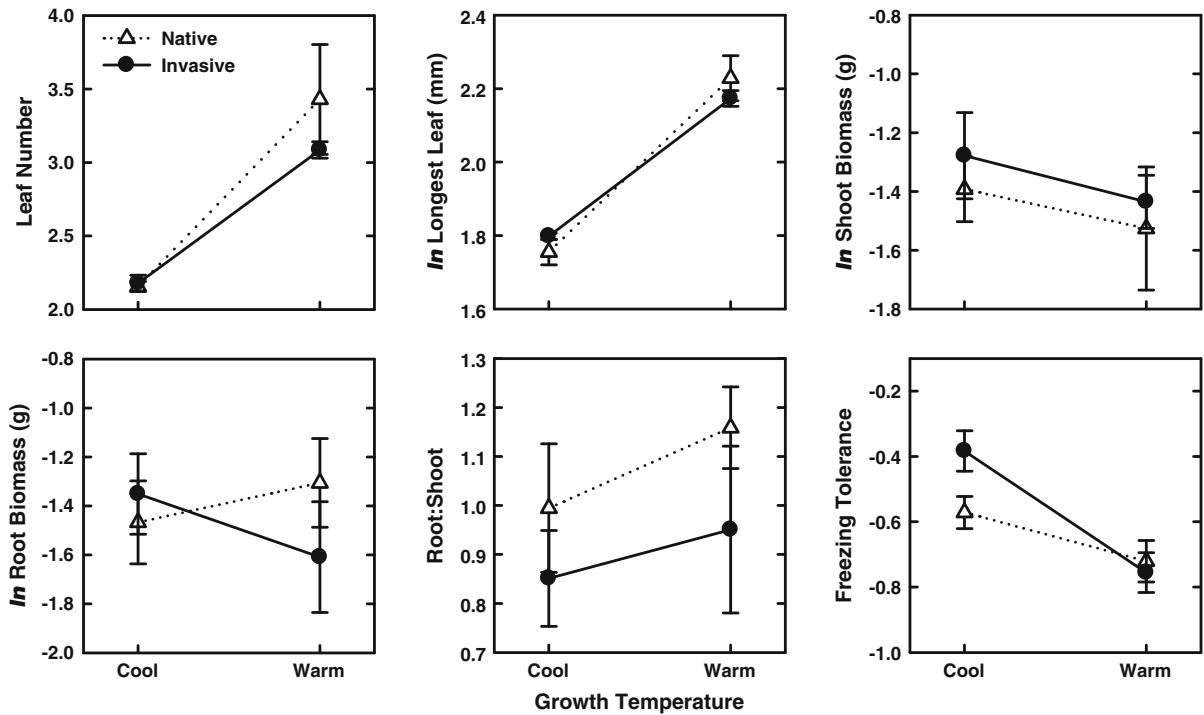 4.0
3.5
3.0
2.5
2.0
Leaf Number
Native
Invasive
2.4
2.2
2.0
1.8
1.6
ln Longest Leaf (mm)
-0.8
-1.0
-1.2
-1.4
-1.6
-1.8
ln Shoot Biomass (g)
-0.8
-1.0
-1.2
-1.4
-1.6
-1.8
-2.0
ln Root Biomass (g)
Cool Warm
1.3
1.2
1.1
1.0
0.9
0.8
0.7
Root:Shoot
Cool Warm
-0.2
-0.4
-0.6
-0.8
-1.0
Freezing Tolerance
Cool Warm
Growth Temperature